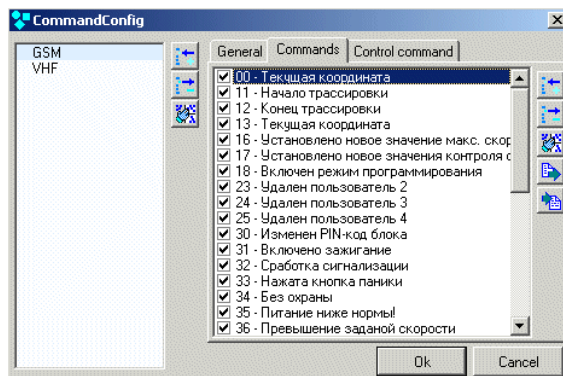 CommandConfig
GSM
VHF
General Commands Control command
00 - Текущая координата
11 - Начало трассировки
12 - Конец трассировки
13 - Текущая координата
16 - Установлено новое значение макс. скор
17 - Установлено новое значения контроля с
18 - Включен режим программирования
23 - Удален пользователь 2
24 - Удален пользователь 3
25 - Удален пользователь 4
30 - Изменен PIN-код блока
31 - Включено зажигание
32 - Сработка сигнализации
33 - Нажата кнопка паники
34 - Без охраны
35 - Питание ниже нормы!
36 - Превышение заданой скорости
Ok Cancel